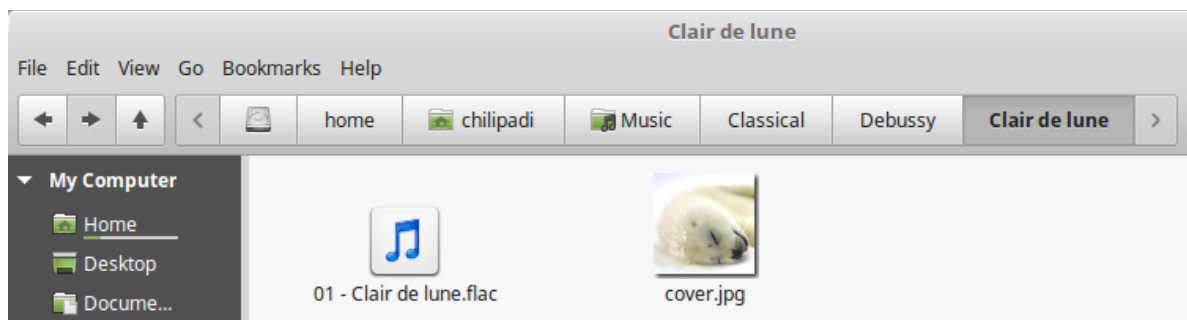 Clair de lune
File Edit View Go Bookmarks Help
home chilipadi Music Classical Debussy Clair de lune
My Computer
Home
Desktop
Docume...
01 - Clair de lune.flac cover.jpg